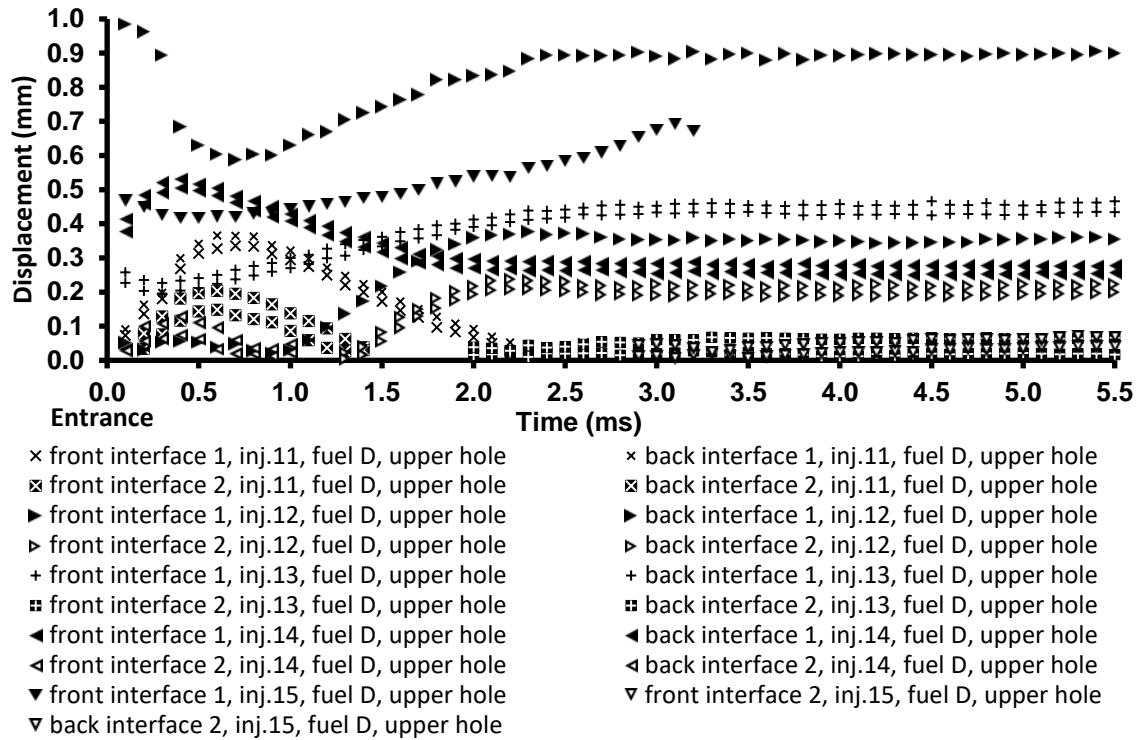 1.0
0.9
0.8
0.7
0.6
0.5
0.4
0.3
0.2
0.1
0.0
Displacement (mm)
0.0 0.5 1.0 1.5 2.0 2.5 3.0 3.5 4.0 4.5 5.0 5.5
Entrance
Time (ms)
front interface 1, inj.11, fuel D, upper hole
back interface 1, inj.11, fuel D, upper hole
front interface 2, inj.11, fuel D, upper hole
back interface 2, inj.11, fuel D, upper hole
front interface 1, inj.12, fuel D, upper hole
back interface 1, inj.12, fuel D, upper hole
front interface 2, inj.12, fuel D, upper hole
back interface 2, inj.12, fuel D, upper hole
front interface 1, inj.13, fuel D, upper hole
back interface 1, inj.13, fuel D, upper hole
front interface 2, inj.13, fuel D, upper hole
back interface 2, inj.13, fuel D, upper hole
front interface 1, inj.14, fuel D, upper hole
back interface 1, inj.14, fuel D, upper hole
front interface 2, inj.14, fuel D, upper hole
back interface 2, inj.14, fuel D, upper hole
front interface 1, inj.15, fuel D, upper hole
front interface 2, inj.15, fuel D, upper hole
back interface 2, inj.15, fuel D, upper hole